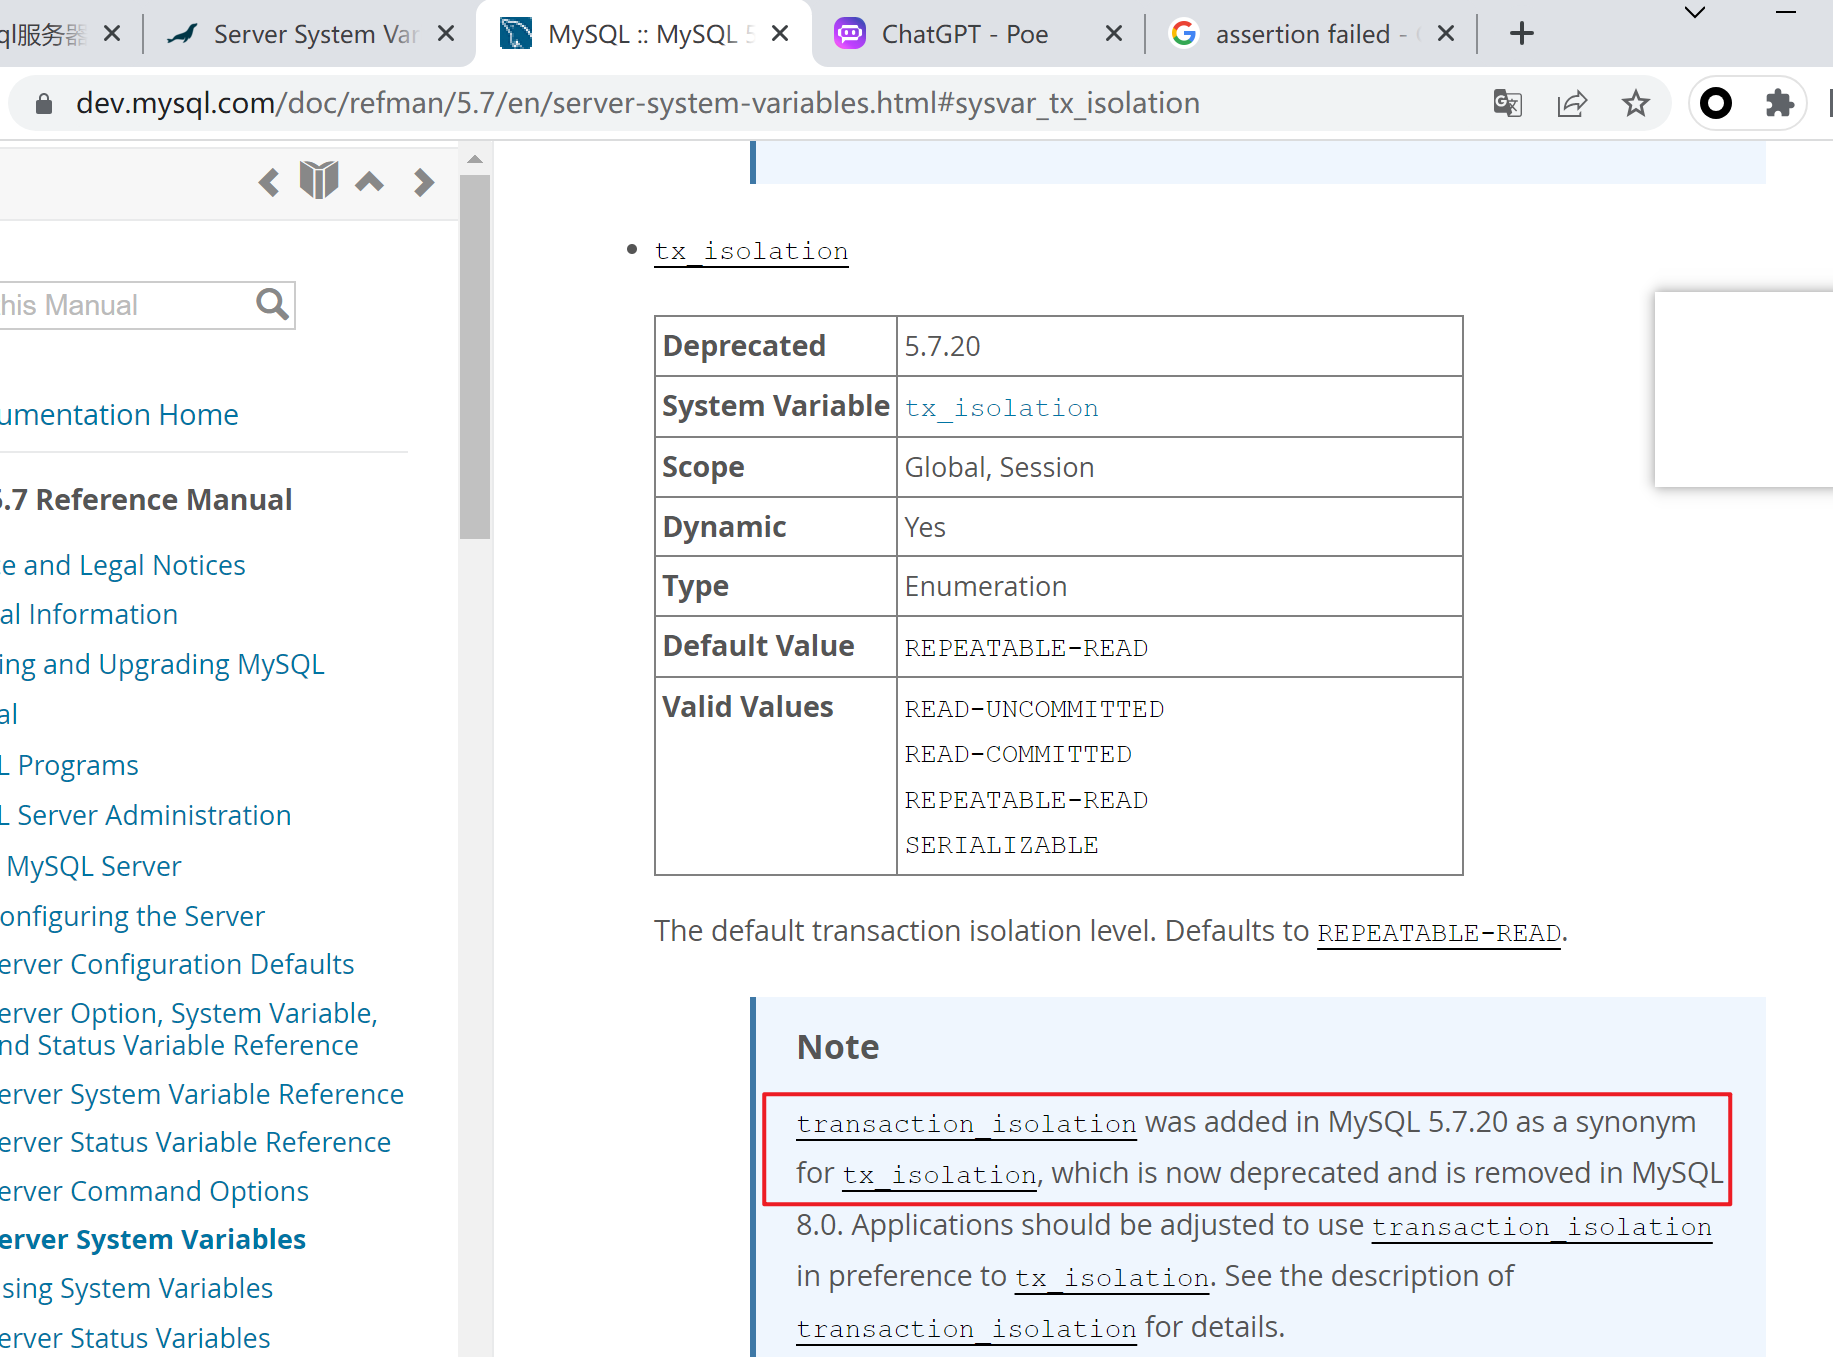 ql服务器
Server System Var
MySQL :: MySQL 5
ChatGPT - Poe
assertion failed -
dev.mysql.com/doc/refman/5.7/en/server-system-variables.html#sysvar_tx_isolation
his Manual
umentation Home
5.7 Reference Manual
e and Legal Notices
al Information
ing and Upgrading MySQL
al
L Programs
L Server Administration
MySQL Server
onfiguring the Server
erver Configuration Defaults
erver Option, System Variable,
nd Status Variable Reference
erver System Variable Reference
erver Status Variable Reference
erver Command Options
erver System Variables
sing System Variables
erver Status Variables
tx_isolation
Deprecated 5.7.20
System Variable tx_isolation
Scope Global, Session
Dynamic Yes
Type Enumeration
Default Value REPEATABLE-READ
Valid Values READ-UNCOMMITTED
READ-COMMITTED
REPEATABLE-READ
SERIALIZABLE
The default transaction isolation level. Defaults to REPEATABLE-READ.
Note
transaction_isolation was added in MySQL 5.7.20 as a synonym
for tx_isolation, which is now deprecated and is removed in MySQL
8.0. Applications should be adjusted to use transaction_isolation
in preference to tx_isolation. See the description of
transaction_isolation for details.